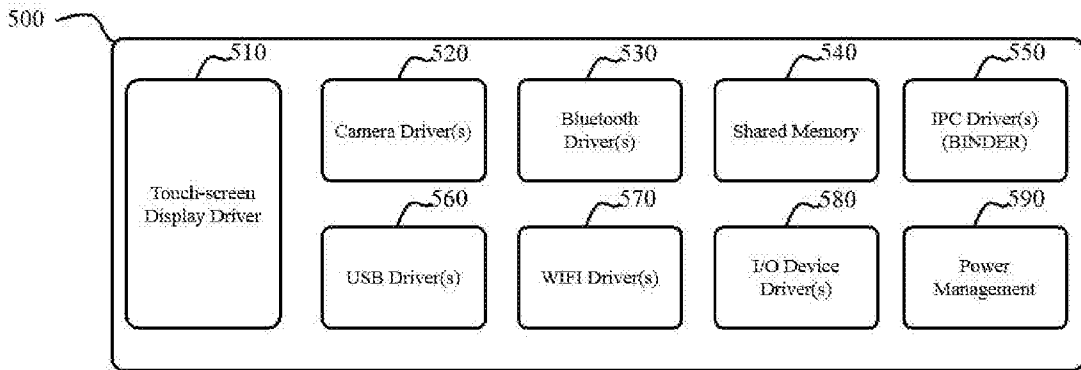 500
510
520
530
540
550
Touch-screen
Display Driver
Camera Driver(s)
Bluetooth
Driver(s)
Shared Memory
IPC Driver(s)
(BINDER)
560
570
580
590
USB Driver(s)
WIFI Driver(s)
I/O Device
Driver(s)
Power
Management